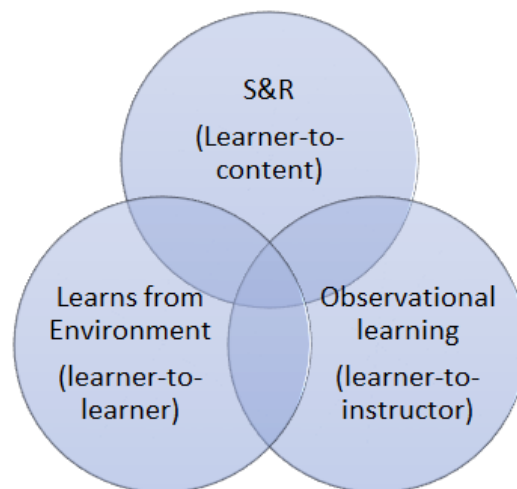 S&R
(Learner-to-
content)
Learns from
Environment
(learner-to-
learner)
Observational
learning
(learner-to-
instructor)